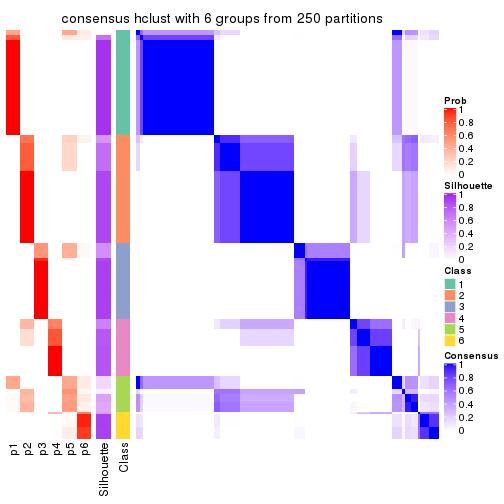 consensus hclust with 6 groups from 250 partitions
Prob
1
0.8
0.6
0.4
0.2
0
Silhouette
1
0.8
0.6
0.4
0.2
0
Class
1
2
3
4
5
6
Consensus
1
0.8
0.6
0.4
0.2
0
p1
p2
p3
p4
p5
p6
Silhouette
Class